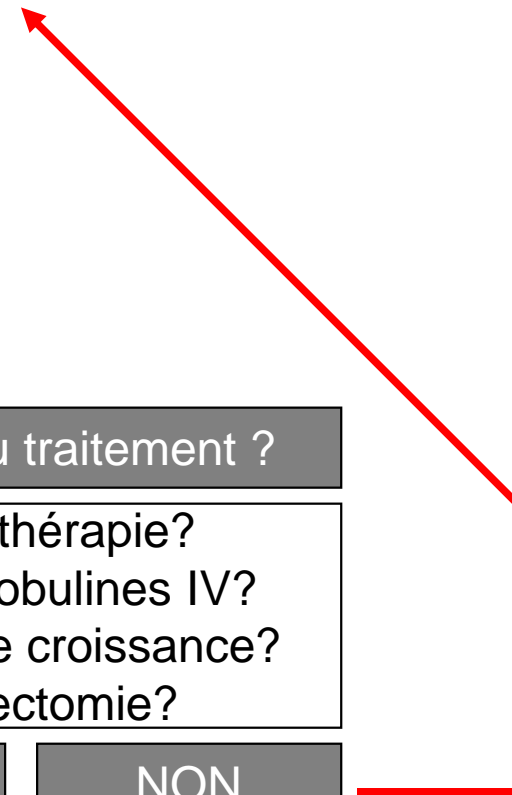 u traitement ?
thérapie?
obulines IV?
e croissance?
ectomie?
NON